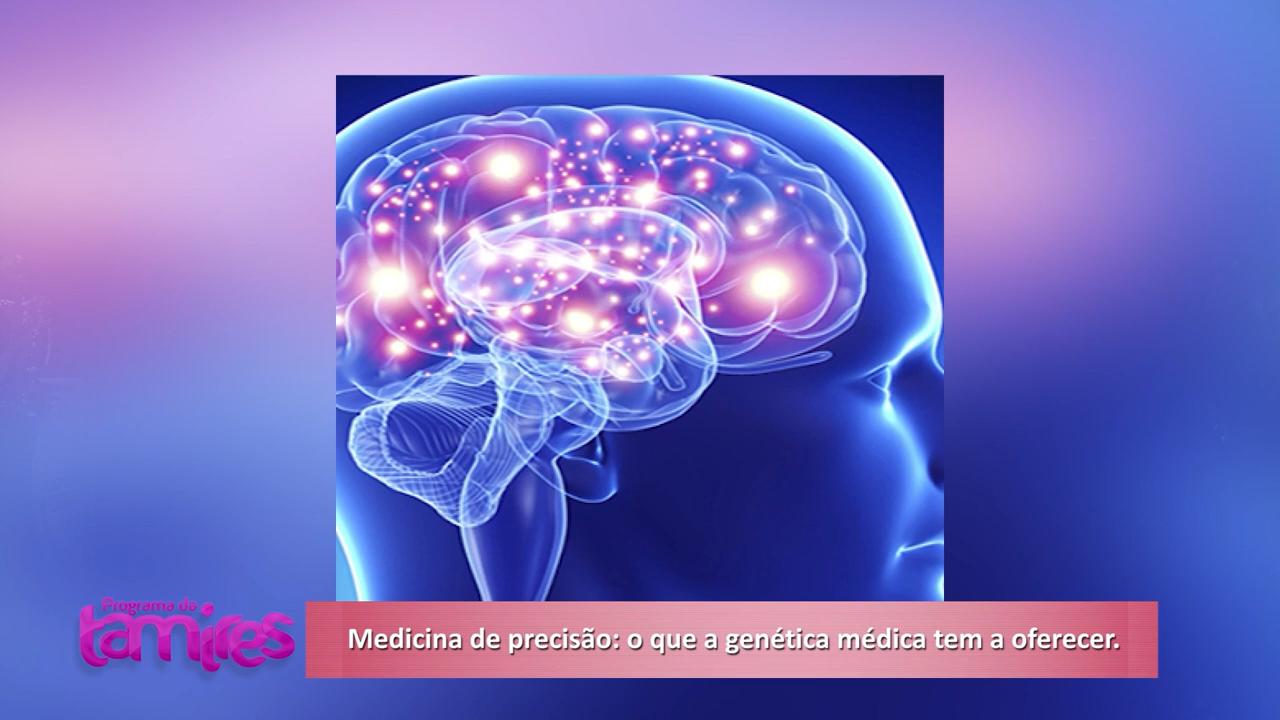 Programa da
tamires
Medicina de precisão: o que a genética médica tem a oferecer.